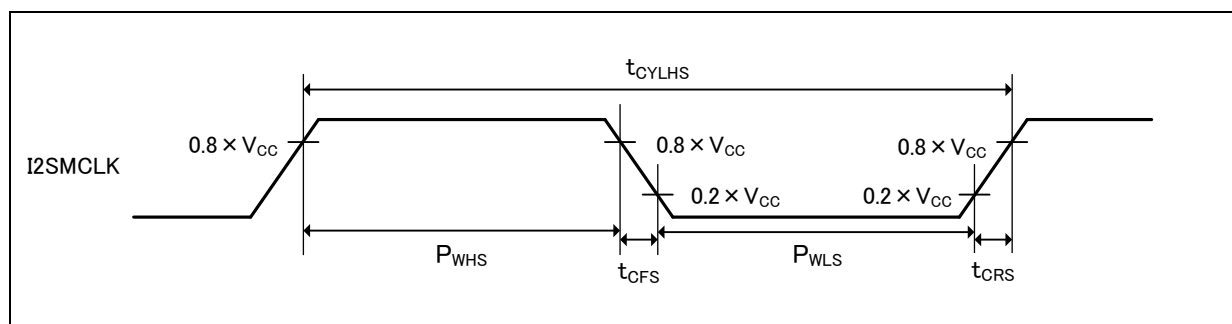 tCYLHS
0.8 × VCC
0.8 × VCC
0.8 × VCC
I2SMCLK
0.2 × VCC
0.2 × VCC
PWHS
PWLS
tCFS
tCRS